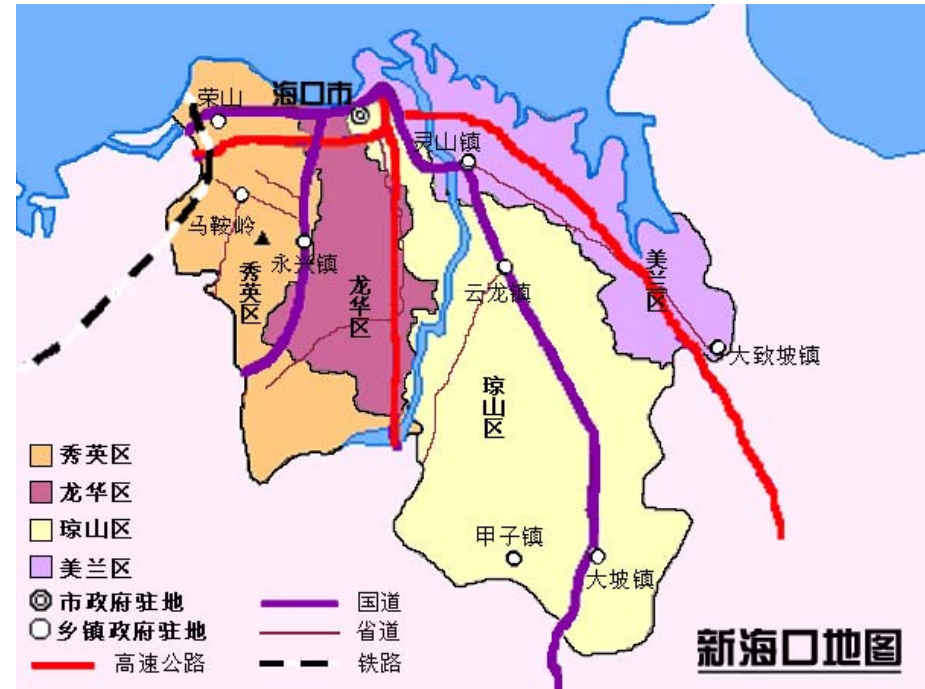 荣山
海口市
灵山镇
马鞍岭
永兴镇
秀英区
龙华区
云龙镇
美兰区
大致坡镇
琼山区
甲子镇
大坡镇
秀英区
龙华区
琼山区
美兰区
市政府驻地
乡镇政府驻地
高速公路
国道
省道
铁路
新海口地图